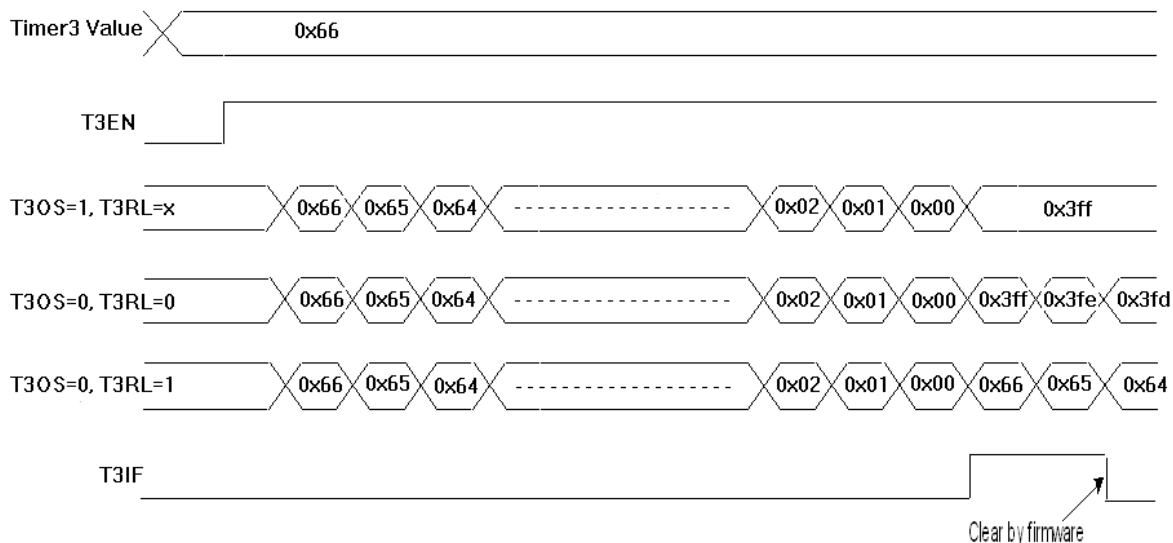 Timer3 Value 0x66
T3EN
T3OS=1, T3RL=x 0x66 0x65 0x64 0x02 0x01 0x00 0x3ff
T3OS=0, T3RL=0 0x66 0x65 0x64 0x02 0x01 0x00 0x3ff 0x3fe 0x3fd
T3OS=0, T3RL=1 0x66 0x65 0x64 0x02 0x01 0x00 0x66 0x65 0x64
T3IF
Clear by firmware